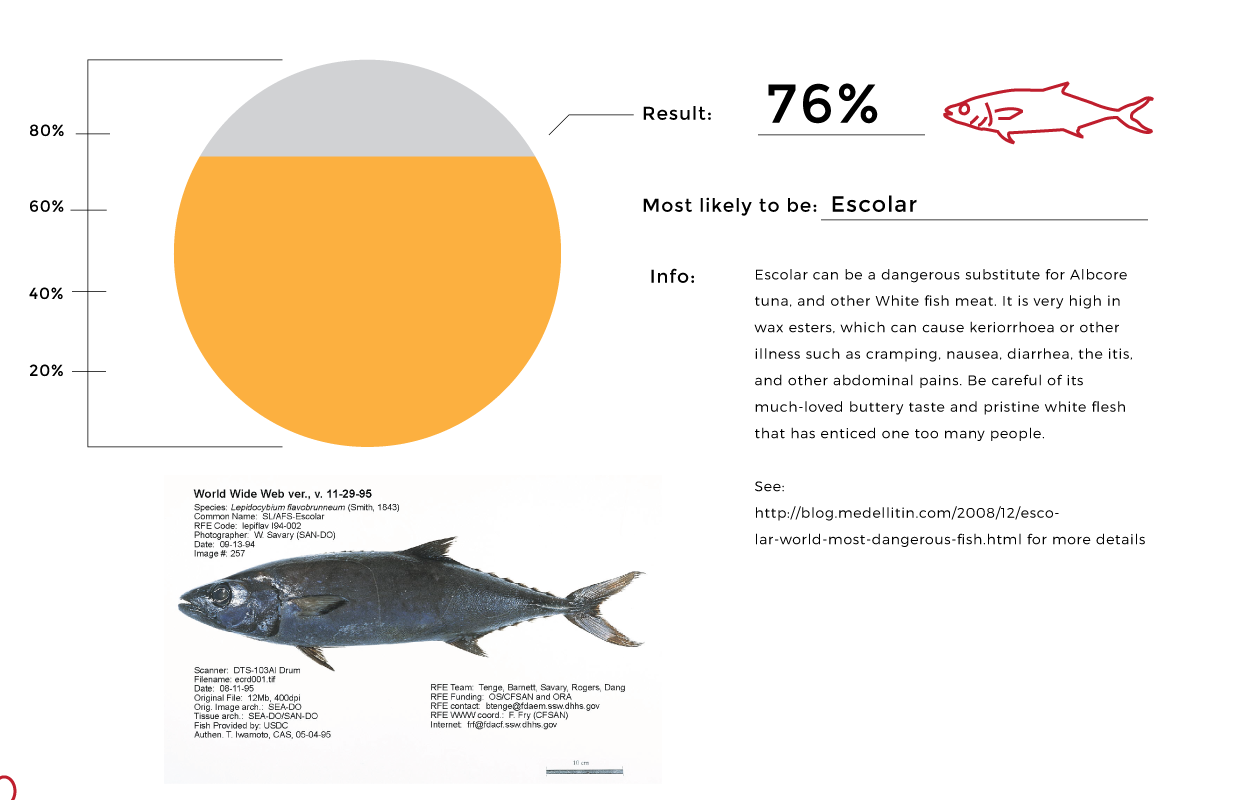 80%
60%
40%
20%
Result: 76%
Most likely to be: Escolar
Info:
Escolar can be a dangerous substitute for Albcore
tuna, and other White fish meat. It is very high in
wax esters, which can cause keriorrhoea or other
illness such as cramping, nausea, diarrhea, the itis,
and other abdominal pains. Be careful of its
much-loved buttery taste and pristine white flesh
that has enticed one too many people.
See:
http://blog.medellitin.com/2008/12/esco-
lar-world-most-dangerous-fish.html for more details
World Wide Web ver., v. 11-29-95
Species: Lepidocybium flavobrunneum (Smith, 1843)
Common Name: SL/AFS-Escolar
RFE Code: lepiflav I94-002
Photographer: W. Savary (SAN-DO)
Date: 09-13-94
Image #: 257
Scanner: DTS-103AI Drum
Filename: ecrd001.tif
Date: 08-11-95
Original File: 12Mb, 400dpi
Orig. Image arch.: SEA-DO
Tissue arch.: SEA-DO/SAN-DO
Fish Provided by: USDC
Authen. T. Iwamoto, CAS, 05-04-95
RFE Team: Tenge, Barnett, Savary, Rogers, Dang
RFE Funding: OS/CFSAN and ORA
RFE contact: btenge@fdaem.ssw.dhhs.gov
RFE WWW coord.: F. Fry (CFSAN)
Internet: frf@fdacf.ssw.dhhs.gov
10 cm